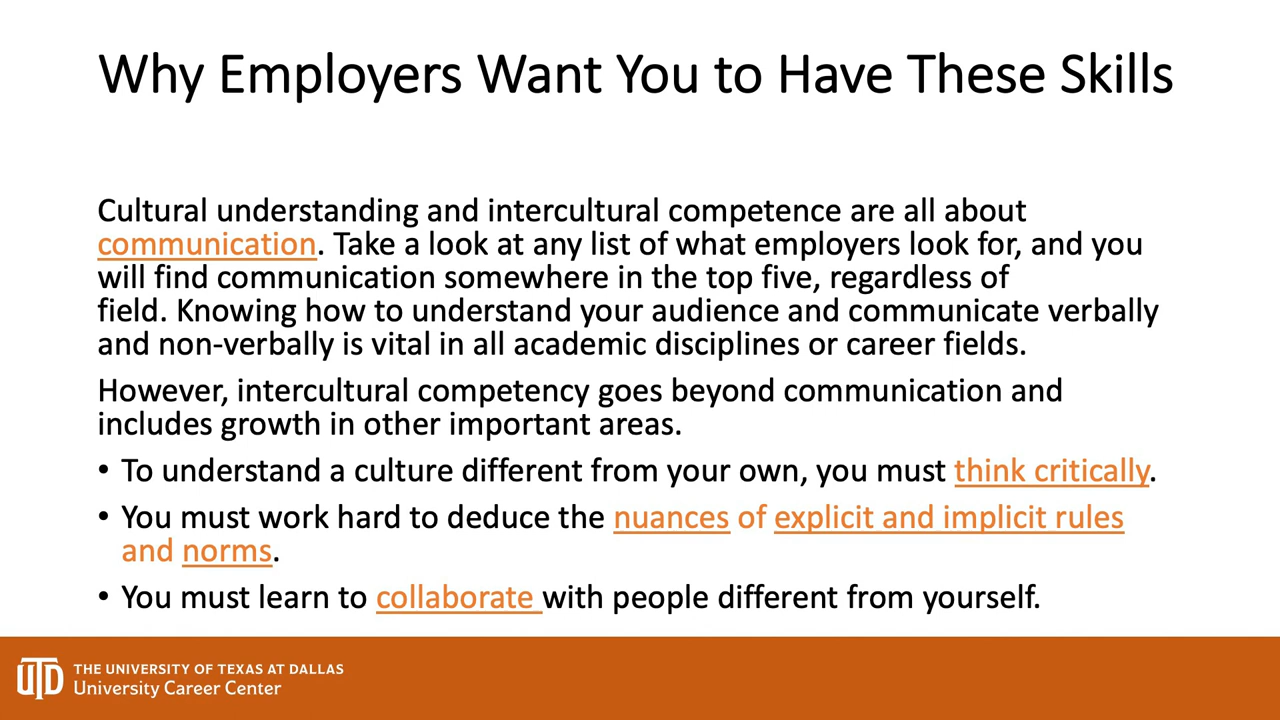 Why Employers Want You to Have These Skills
Cultural understanding and intercultural competence are all about
communication. Take a look at any list of what employers look for, and you
will find communication somewhere in the top five, regardless of
field. Knowing how to understand your audience and communicate verbally
and non-verbally is vital in all academic disciplines or career fields.
However, intercultural competency goes beyond communication and
includes growth in other important areas.
• To understand a culture different from your own, you must think critically.
• You must work hard to deduce the nuances of explicit and implicit rules
and norms.
• You must learn to collaborate with people different from yourself.
UTD
THE UNIVERSITY OF TEXAS AT DALLAS
University Career Center